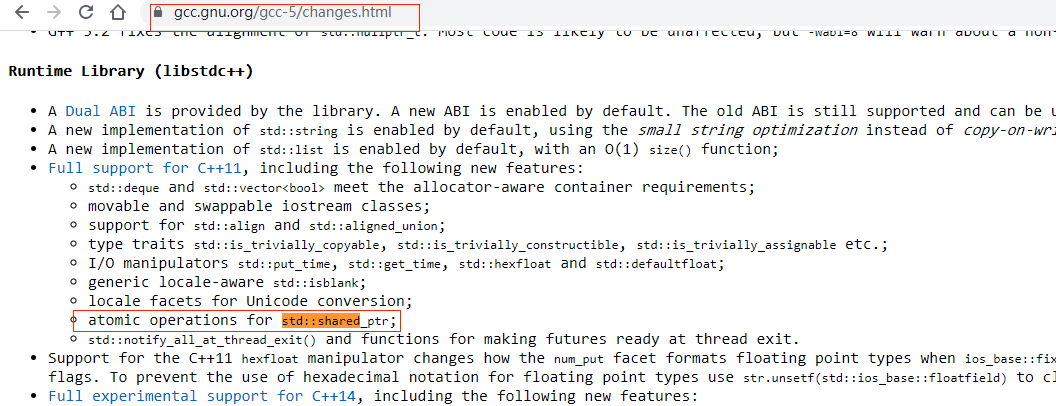 gcc.gnu.org/gcc-5/changes.html
• G++ 5.2 fixes the alignment of std::nullptr_t. Most code is likely to be unaffected, but -Wabi=8 will warn about a non-
Runtime Library (libstdc++)
• A Dual ABI is provided by the library. A new ABI is enabled by default. The old ABI is still supported and can be u
• A new implementation of std::string is enabled by default, using the small string optimization instead of copy-on-wri
• A new implementation of std::list is enabled by default, with an O(1) size() function;
• Full support for C++11, including the following new features:
◦ std::deque and std::vector<bool> meet the allocator-aware container requirements;
◦ movable and swappable iostream classes;
◦ support for std::align and std::aligned_union;
◦ type traits std::is_trivially_copyable, std::is_trivially_constructible, std::is_trivially_assignable etc.;
◦ I/O manipulators std::put_time, std::get_time, std::hexfloat and std::defaultfloat;
◦ generic locale-aware std::isblank;
◦ locale facets for Unicode conversion;
◦ atomic operations for std::shared_ptr;
◦ std::notify_all_at_thread_exit() and functions for making futures ready at thread exit.
• Support for the C++11 hexfloat manipulator changes how the num_put facet formats floating point types when ios_base::fix
flags. To prevent the use of hexadecimal notation for floating point types use str.unsetf(std::ios_base::floatfield) to cl
• Full experimental support for C++14, including the following new features: